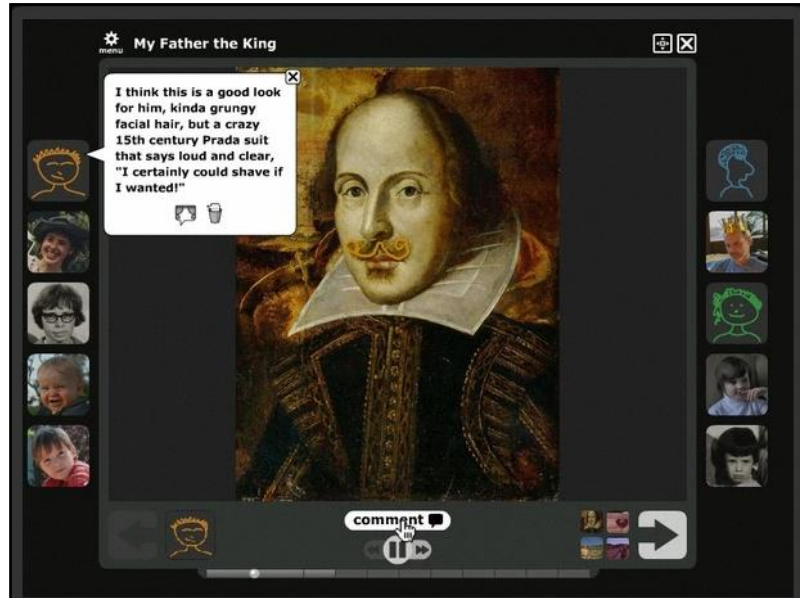 menu
My Father the King
I think this is a good look
for him, kinda grungy
facial hair, but a crazy
15th century Prada suit
that says loud and clear,
"I certainly could shave if
I wanted!"
comment